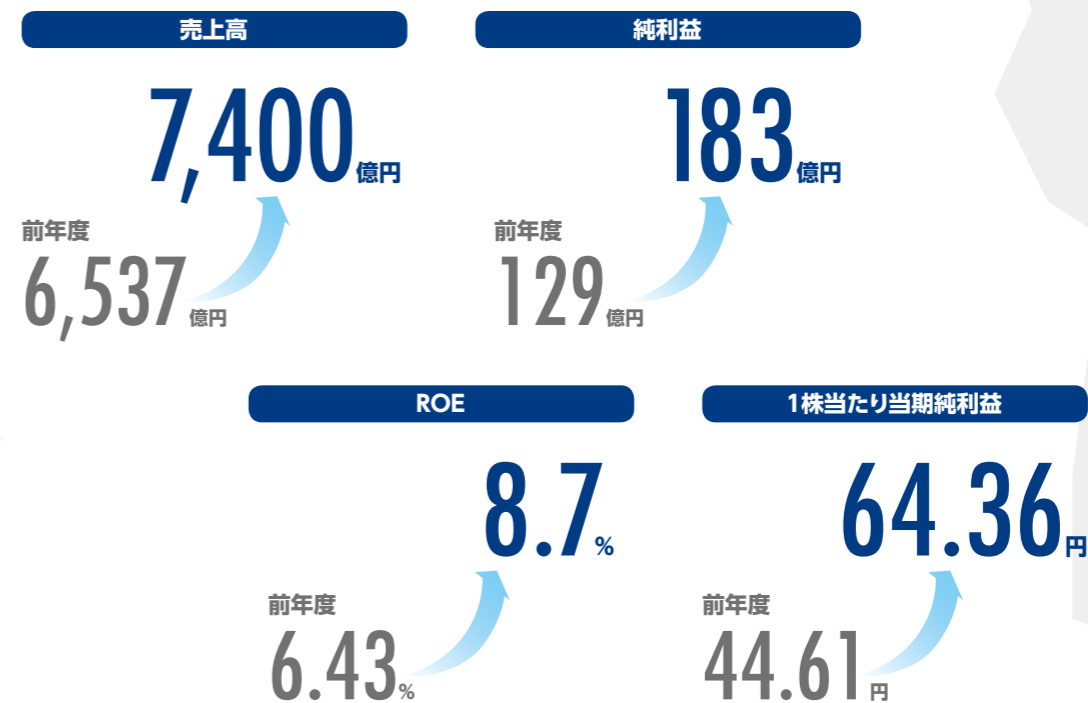 売上高
7,400億円
前年度
6,537億円
純利益
183億円
前年度
129億円
ROE
8.7%
前年度
6.43%
1株当たり当期純利益
64.36円
前年度
44.61円